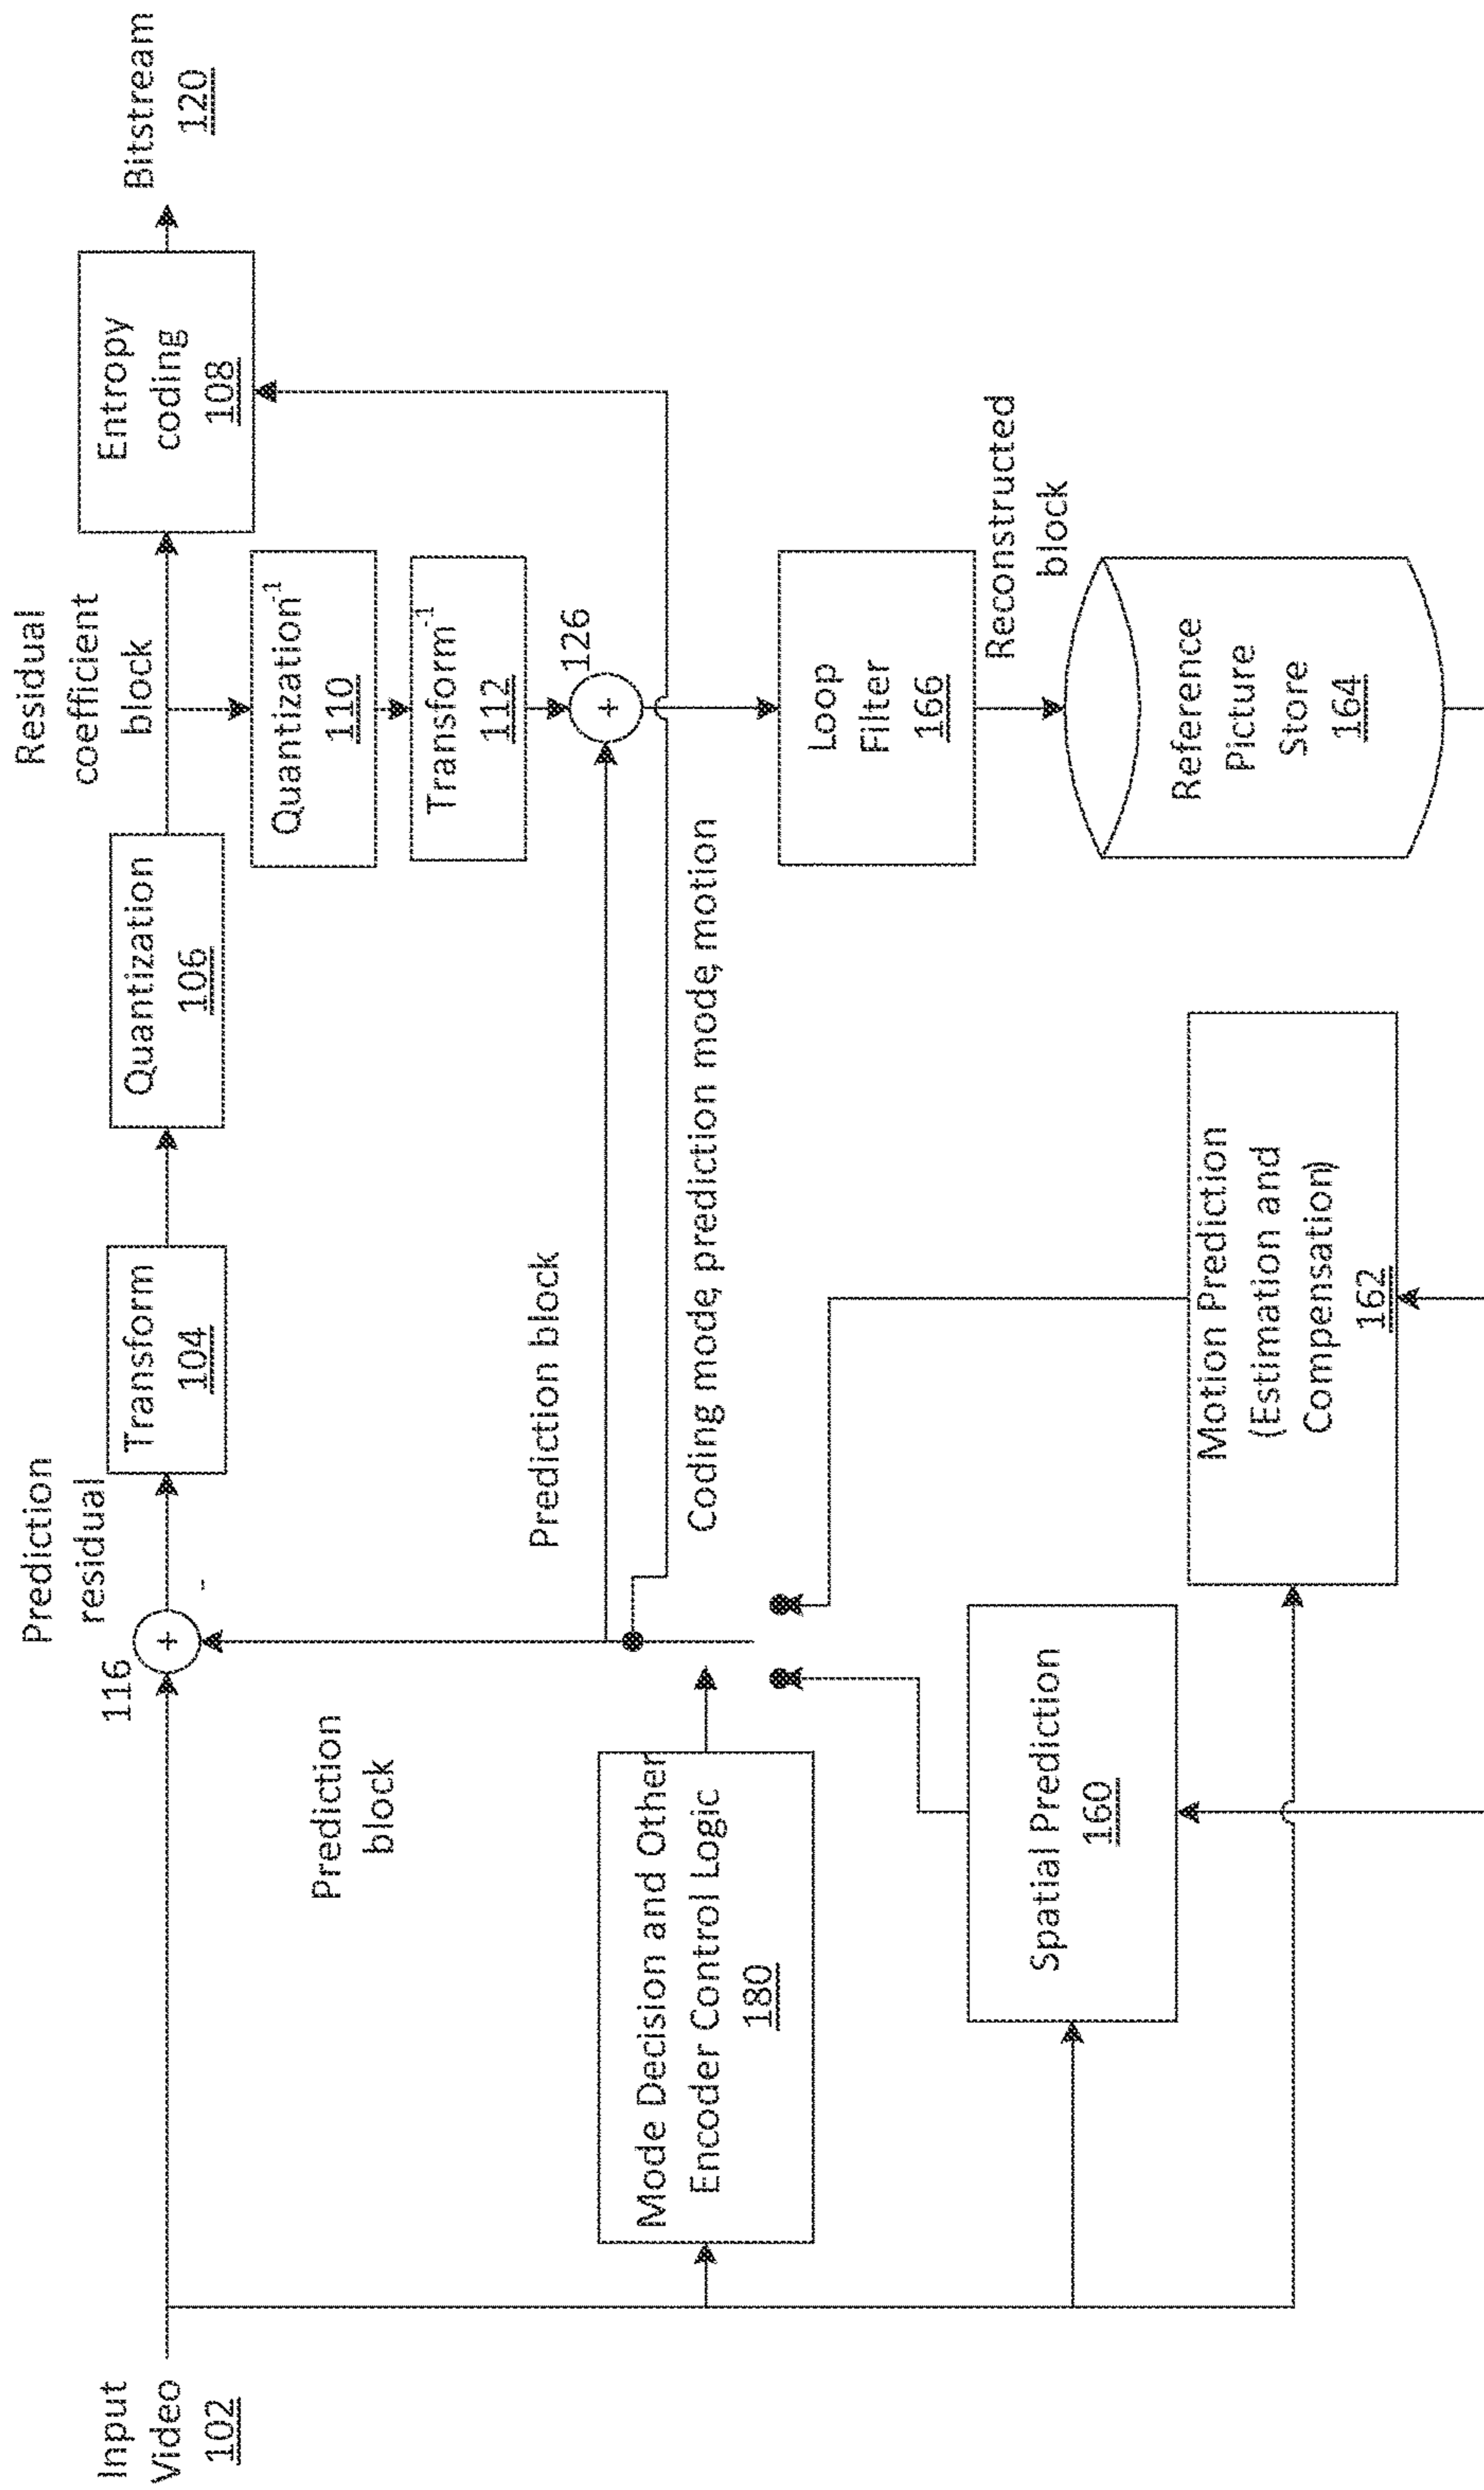 Input
Video
102
116
+
-
Prediction
residual
Transform
104
Quantization
106
Residual
coefficient
block
Entropy
coding
108
Bitstream
120
Quantization-1
110
Transform-1
112
126
+
Prediction
block
Prediction block
Coding mode, prediction mode, motion
Mode Decision and Other
Encoder Control Logic
180
Loop
Filter
166
Reconstructed
block
Spatial Prediction
160
Motion Prediction
(Estimation and
Compensation)
162
Reference
Picture
Store
164